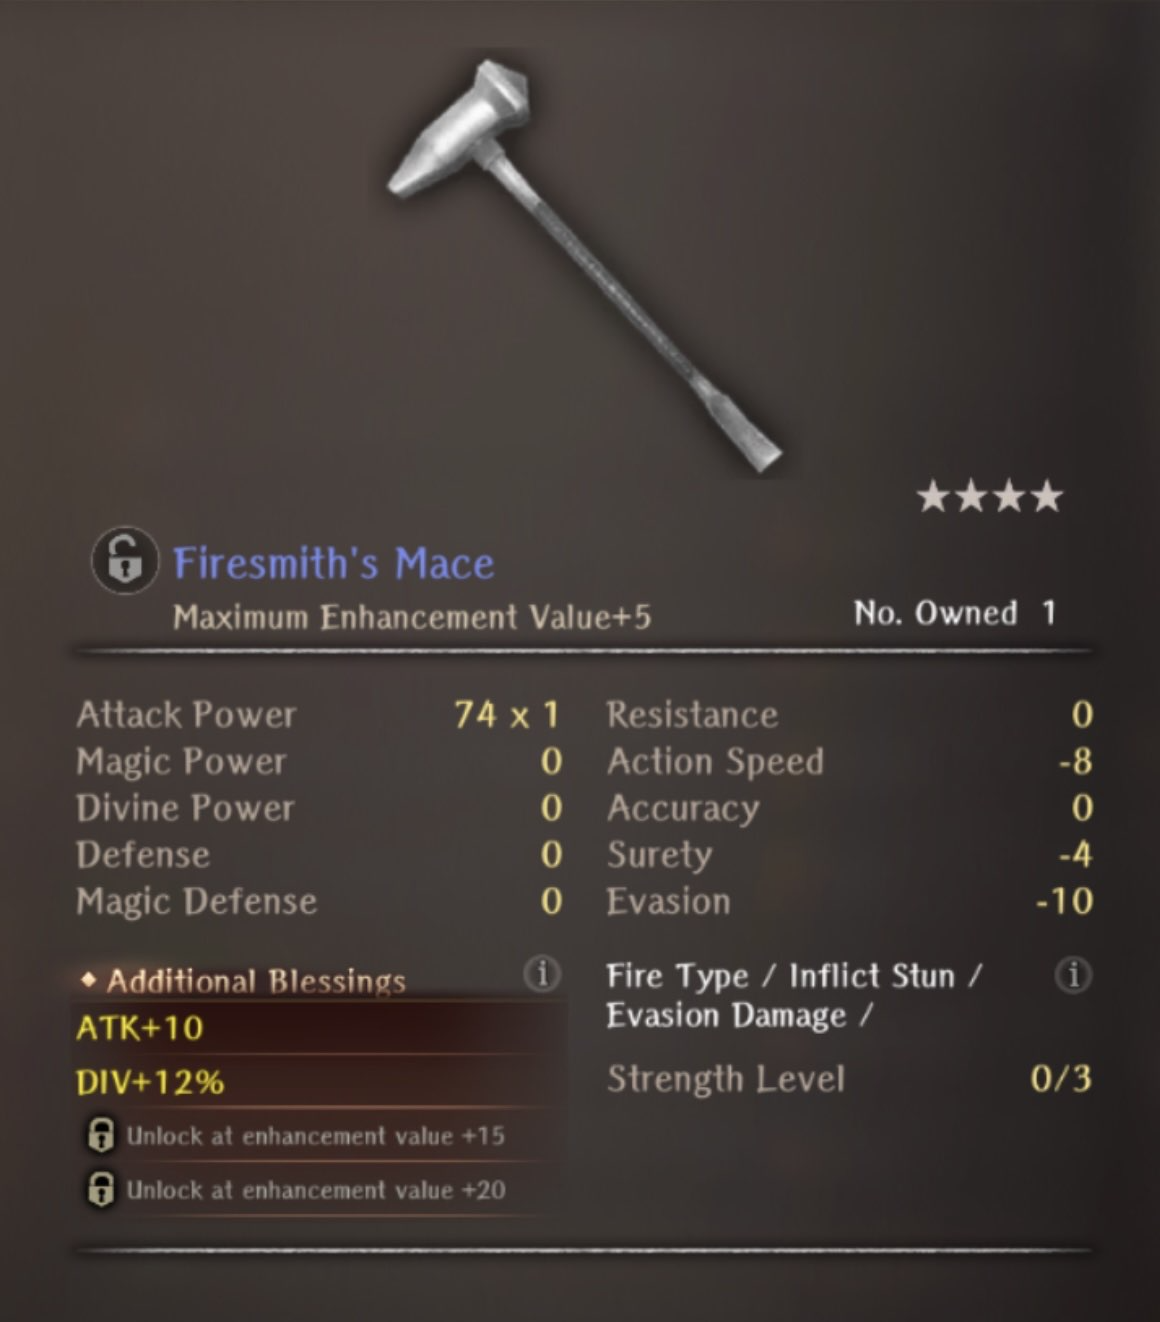 Firesmith's Mace
Maximum Enhancement Value+5
No. Owned 1
Attack Power 74 x 1
Magic Power 0
Divine Power 0
Defense 0
Magic Defense 0
Resistance 0
Action Speed -8
Accuracy 0
Surety -4
Evasion -10
Additional Blessings
ATK+10
DIV+12%
Unlock at enhancement value +15
Unlock at enhancement value +20
Fire Type / Inflict Stun /
Evasion Damage /
Strength Level 0/3